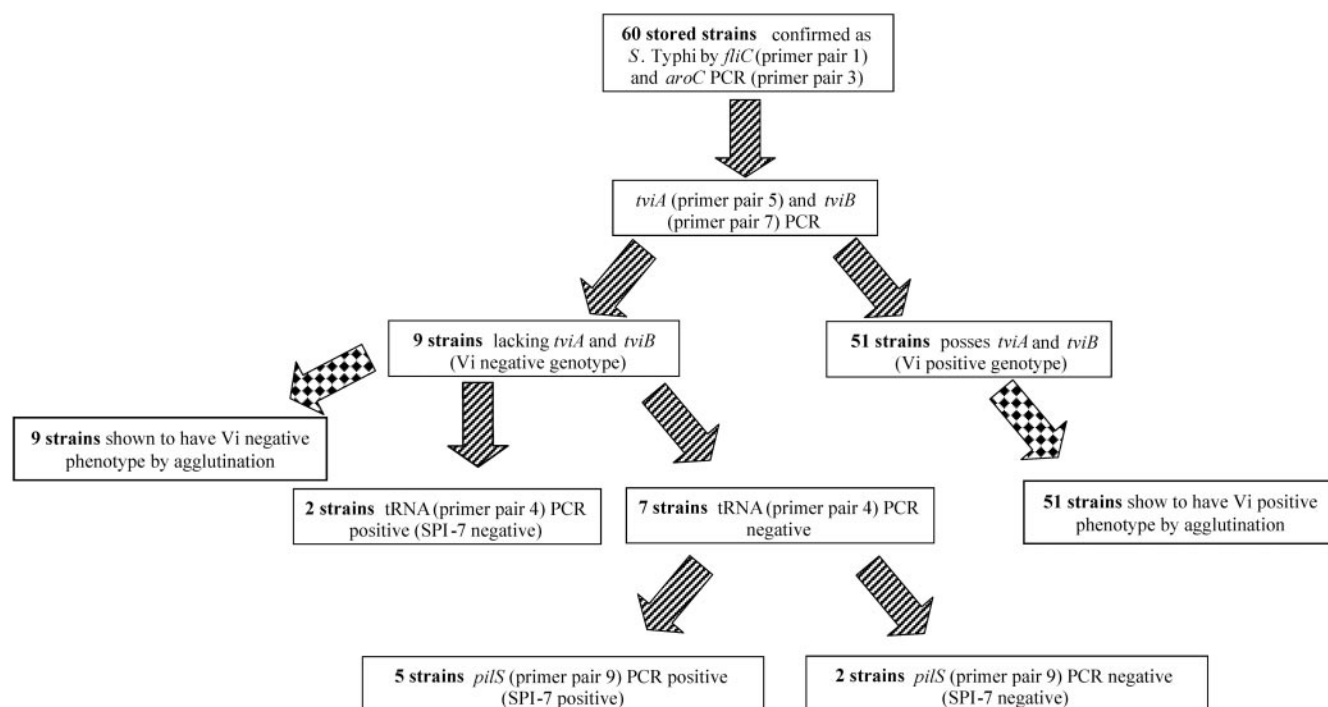 60 stored strains confirmed as
S. Typhi by fliC (primer pair 1)
and aroC PCR (primer pair 3)
tviA (primer pair 5) and tviB
(primer pair 7) PCR
9 strains lacking tviA and tviB
(Vi negative genotype)
51 strains posses tviA and tviB
(Vi positive genotype)
9 strains shown to have Vi negative
phenotype by agglutination
2 strains tRNA (primer pair 4) PCR
positive (SPI-7 negative)
7 strains tRNA (primer pair 4) PCR
negative
51 strains show to have Vi positive
phenotype by agglutination
5 strains pilS (primer pair 9) PCR positive
(SPI-7 positive)
2 strains pilS (primer pair 9) PCR negative
(SPI-7 negative)